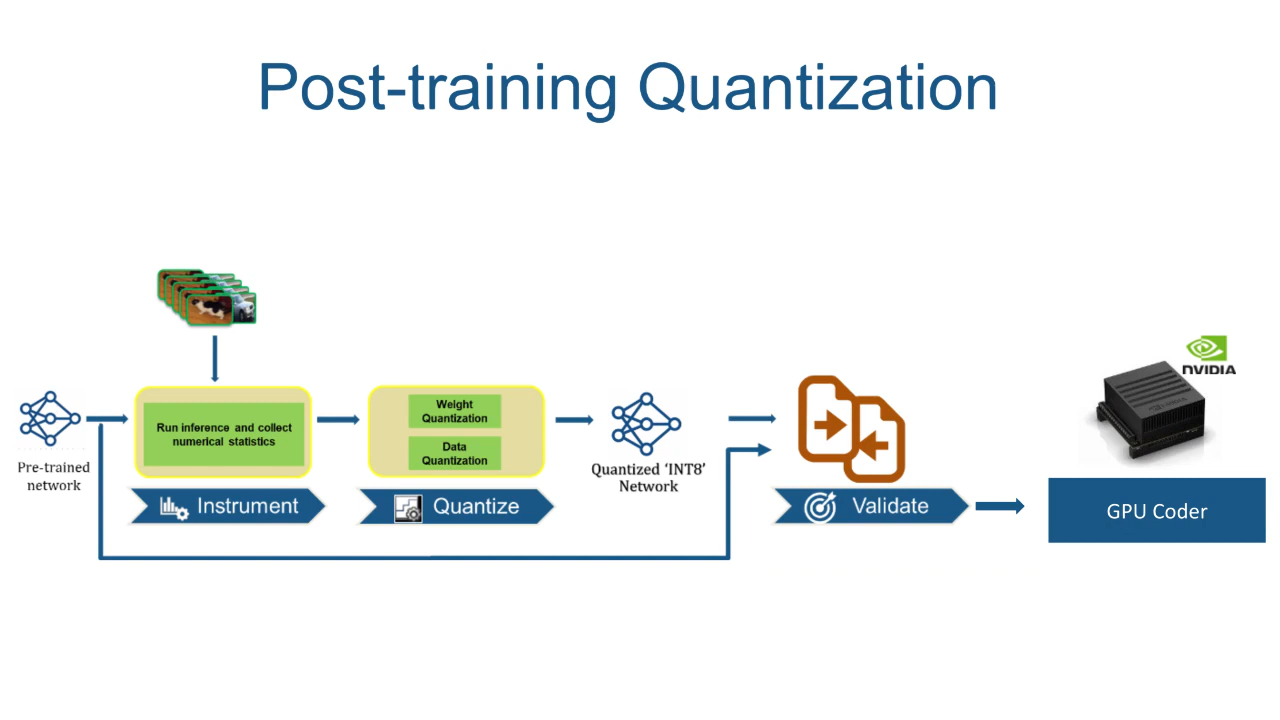 Post-training Quantization
NVIDIA
Run inference and collect
numerical statistics
Weight
Quantization
Data
Quantization
Pre-trained
network
Quantized ‘INT8’
Network
Instrument
Quantize
Validate
GPU Coder